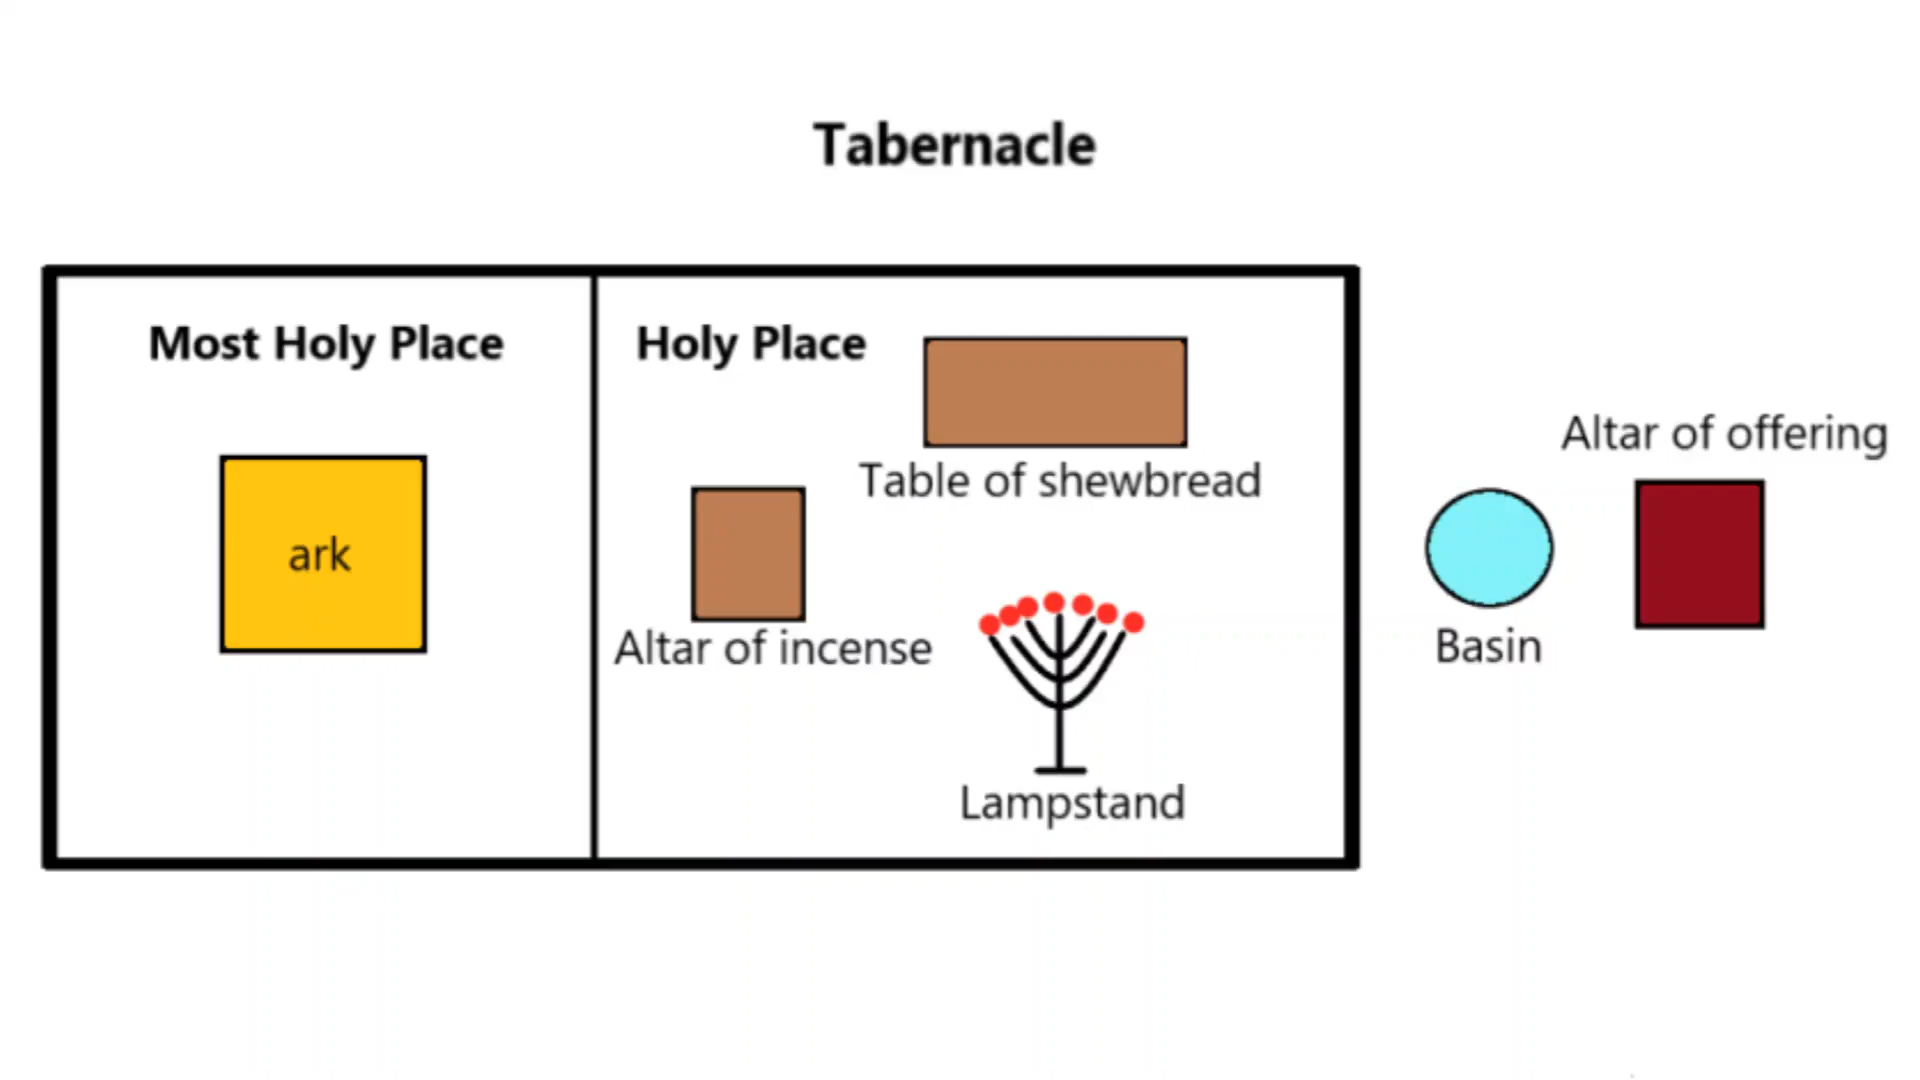 Tabernacle
Most Holy Place
Holy Place
Altar of offering
Table of shewbread
ark
Altar of incense
Basin
Lampstand